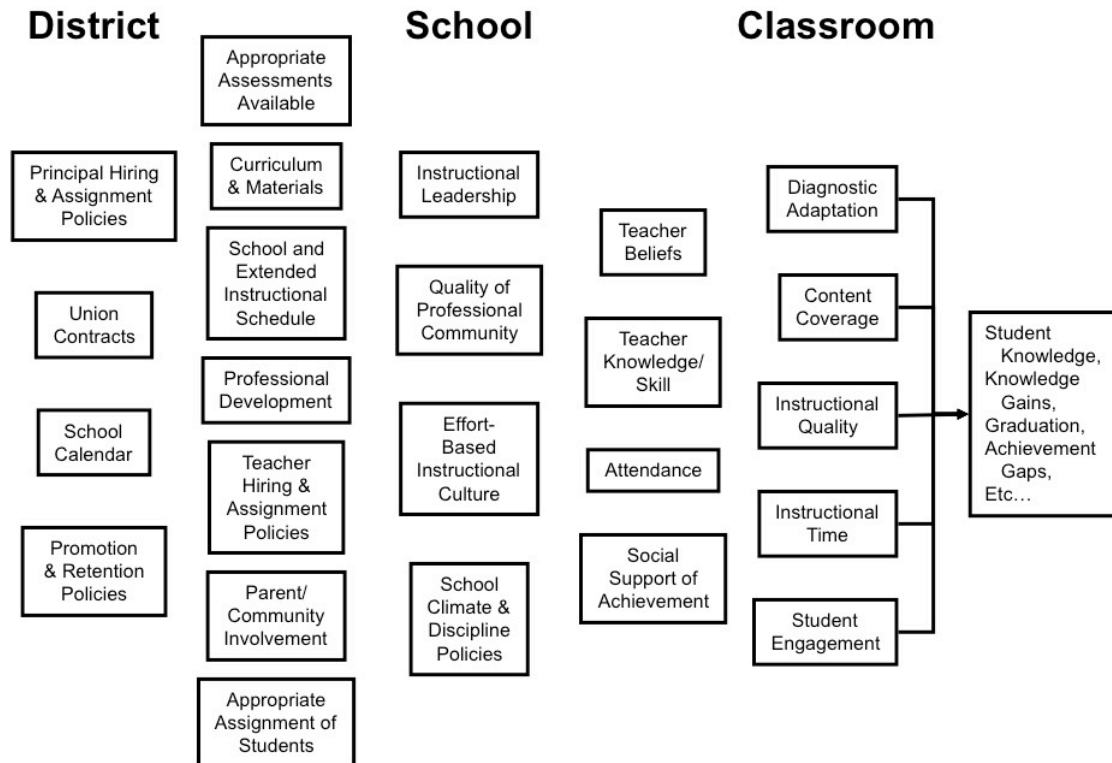 District
School
Classroom
Principal Hiring
& Assignment
Policies
Union
Contracts
School
Calendar
Promotion
& Retention
Policies
Appropriate
Assessments
Available
Curriculum
& Materials
School and
Extended
Instructional
Schedule
Professional
Development
Teacher
Hiring &
Assignment
Policies
Parent/
Community
Involvement
Appropriate
Assignment of
Students
Instructional
Leadership
Quality of
Professional
Community
Effort-
Based
Instructional
Culture
School
Climate &
Discipline
Policies
Teacher
Beliefs
Teacher
Knowledge/
Skill
Attendance
Social
Support of
Achievement
Diagnostic
Adaptation
Content
Coverage
Instructional
Quality
Instructional
Time
Student
Engagement
Student
Knowledge,
Knowledge
Gains,
Graduation,
Achievement
Gaps,
Etc…